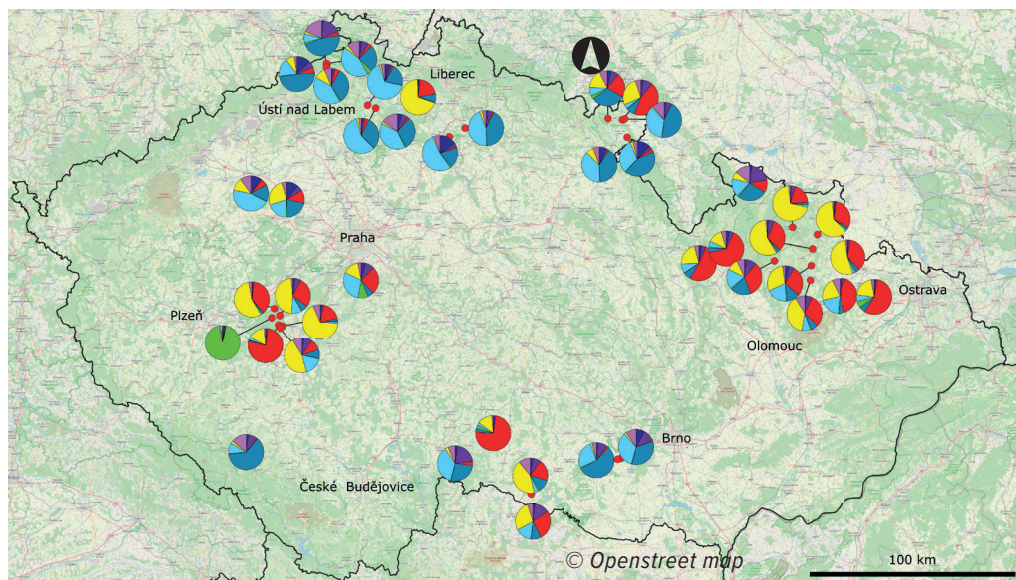 Liberec
Ústí nad Labem
Praha
Plzeň
Ostrava
Olomouc
Brno
České Budějovice
© Openstreet map
100 km